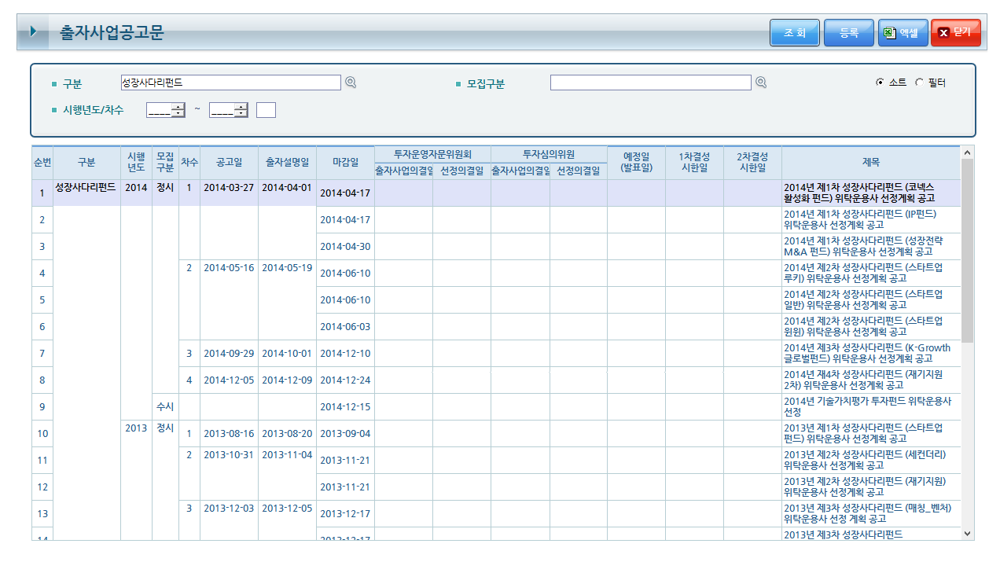 출자사업공고문
조 회 등록 엑셀 닫기
구분 성장사다리펀드 모집구분 소트 필터
시행년도/차수 ____ ~ ____
순번 구분 시행년도 모집구분 차수 공고일 출자설명일 마감일 투자운영자문위원회 투자심의위원 예정일(발표일) 1차결성시한일 2차결성시한일 제목
출자사업의결일 선정의결일 출자사업의결일 선정의결일
1 성장사다리펀드 2014 정시 1 2014-03-27 2014-04-01 2014-04-17 2014년 제1차 성장사다리펀드 (코넥스
활성화 펀드) 위탁운용사 선정계획 공고
2 2014-04-17 2014년 제1차 성장사다리펀드 (IP펀드)
위탁운용사 선정계획 공고
3 2014-04-30 2014년 제1차 성장사다리펀드 (성장전략
M&A 펀드) 위탁운용사 선정계획 공고
4 2 2014-05-16 2014-05-19 2014-06-10 2014년 제2차 성장사다리펀드 (스타트업
루키) 위탁운용사 선정계획 공고
5 2014-06-10 2014년 제2차 성장사다리펀드 (스타트업
일반) 위탁운용사 선정계획 공고
6 2014-06-03 2014년 제2차 성장사다리펀드 (스타트업
윈윈) 위탁운용사 선정계획 공고
7 3 2014-09-29 2014-10-01 2014-12-10 2014년 제3차 성장사다리펀드 (K-Growth
글로벌펀드) 위탁운용사 선정계획 공고
8 4 2014-12-05 2014-12-09 2014-12-24 2014년 제4차 성장사다리펀드 (재기지원
2차) 위탁운용사 선정계획 공고
9 수시 2014-12-15 2014년 기술가치평가 투자펀드 위탁운용사
선정
10 2013 정시 1 2013-08-16 2013-08-20 2013-09-04 2013년 제1차 성장사다리펀드 (스타트업
펀드) 위탁운용사 선정계획 공고
11 2 2013-10-31 2013-11-04 2013-11-21 2013년 제2차 성장사다리펀드 (세컨더리)
위탁운용사 선정계획 공고
12 2013-11-21 2013년 제2차 성장사다리펀드 (재기지원)
위탁운용사 선정계획 공고
13 3 2013-12-03 2013-12-05 2013-12-17 2013년 제3차 성장사다리펀드 (매칭_벤처)
위탁운용사 선정 계획 공고
14 2013-12-17 2013년 제3차 성장사다리펀드